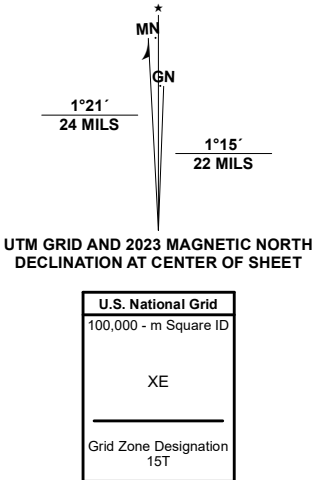 ★
MN
GN
1°21´
24 MILS
1°15´
22 MILS
UTM GRID AND 2023 MAGNETIC NORTH
DECLINATION AT CENTER OF SHEET
U.S. National Grid
100,000 - m Square ID
XE
Grid Zone Designation
15T